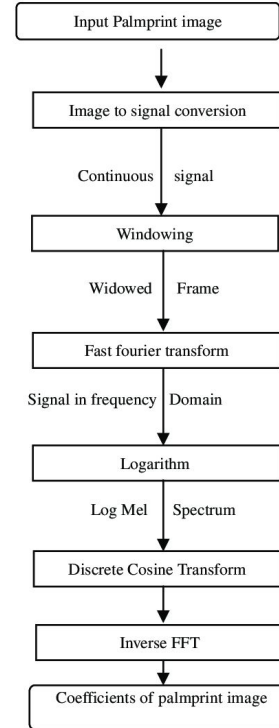 Input Palmprint image
Image to signal conversion
Continuous signal
Windowing
Widowed Frame
Fast fourier transform
Signal in frequency Domain
Logarithm
Log Mel Spectrum
Discrete Cosine Transform
Inverse FFT
Coefficients of palmprint image